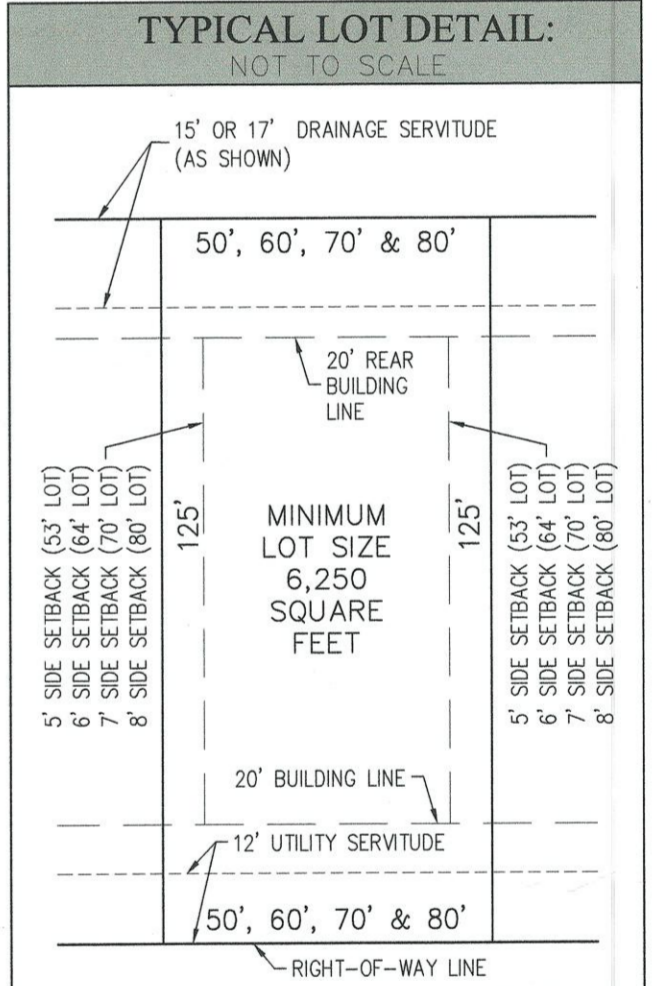 TYPICAL LOT DETAIL:
NOT TO SCALE
15' OR 17' DRAINAGE SERVITUDE
(AS SHOWN)
50', 60', 70' & 80'
20' REAR
BUILDING
LINE
5' SIDE SETBACK (53' LOT)
6' SIDE SETBACK (64' LOT)
7' SIDE SETBACK (70' LOT)
8' SIDE SETBACK (80' LOT)
125'
MINIMUM
LOT SIZE
6,250
SQUARE
FEET
125'
5' SIDE SETBACK (53' LOT)
6' SIDE SETBACK (64' LOT)
7' SIDE SETBACK (70' LOT)
8' SIDE SETBACK (80' LOT)
20' BUILDING LINE
12' UTILITY SERVITUDE
50', 60', 70' & 80'
RIGHT-OF-WAY LINE